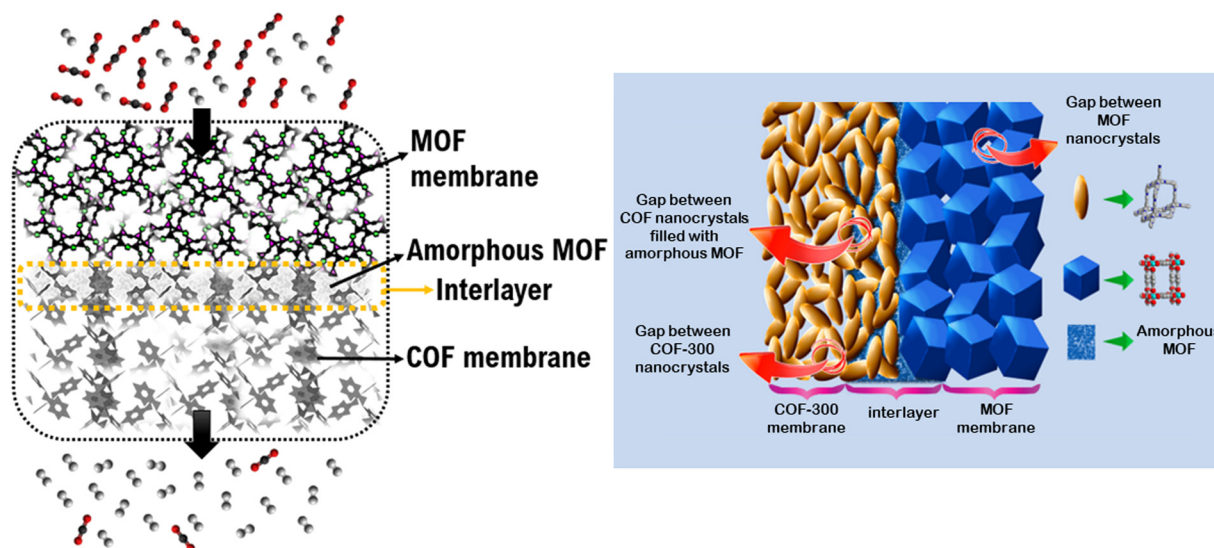 MOF
membrane
Amorphous MOF
Interlayer
COF membrane
Gap between
COF nanocrystals
filled with
amorphous MOF
Gap between
COF-300
nanocrystals
Gap between
MOF
nanocrystals
Amorphous
MOF
COF-300
membrane
interlayer
MOF
membrane